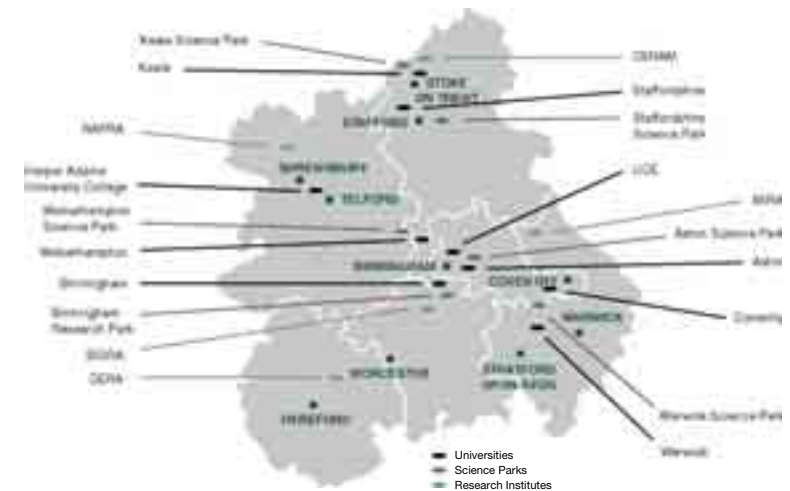 Keele Science Park
Keele
CERAM
STOKE
ON TRENT
Staffordshire
STAFFORD
Staffordshire
Science Park
HAPRA
SHREWSBURY
Harper Adams
University College
TELFORD
UCE
Wolverhampton
Science Park
MIRA
Aston Science Park
Wolverhampton
BIRMINGHAM
Aston
Birmingham
COVENTRY
Birmingham
Research Park
Coventry
WARWICK
DERA
WORCESTER
STRATFORD
UPON AVON
HEREFORD
Warwick Science Park
Warwick
Universities
Science Parks
Research Institutes